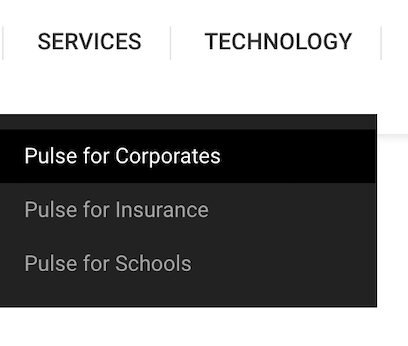 SERVICES TECHNOLOGY
Pulse for Corporates
Pulse for Insurance
Pulse for Schools